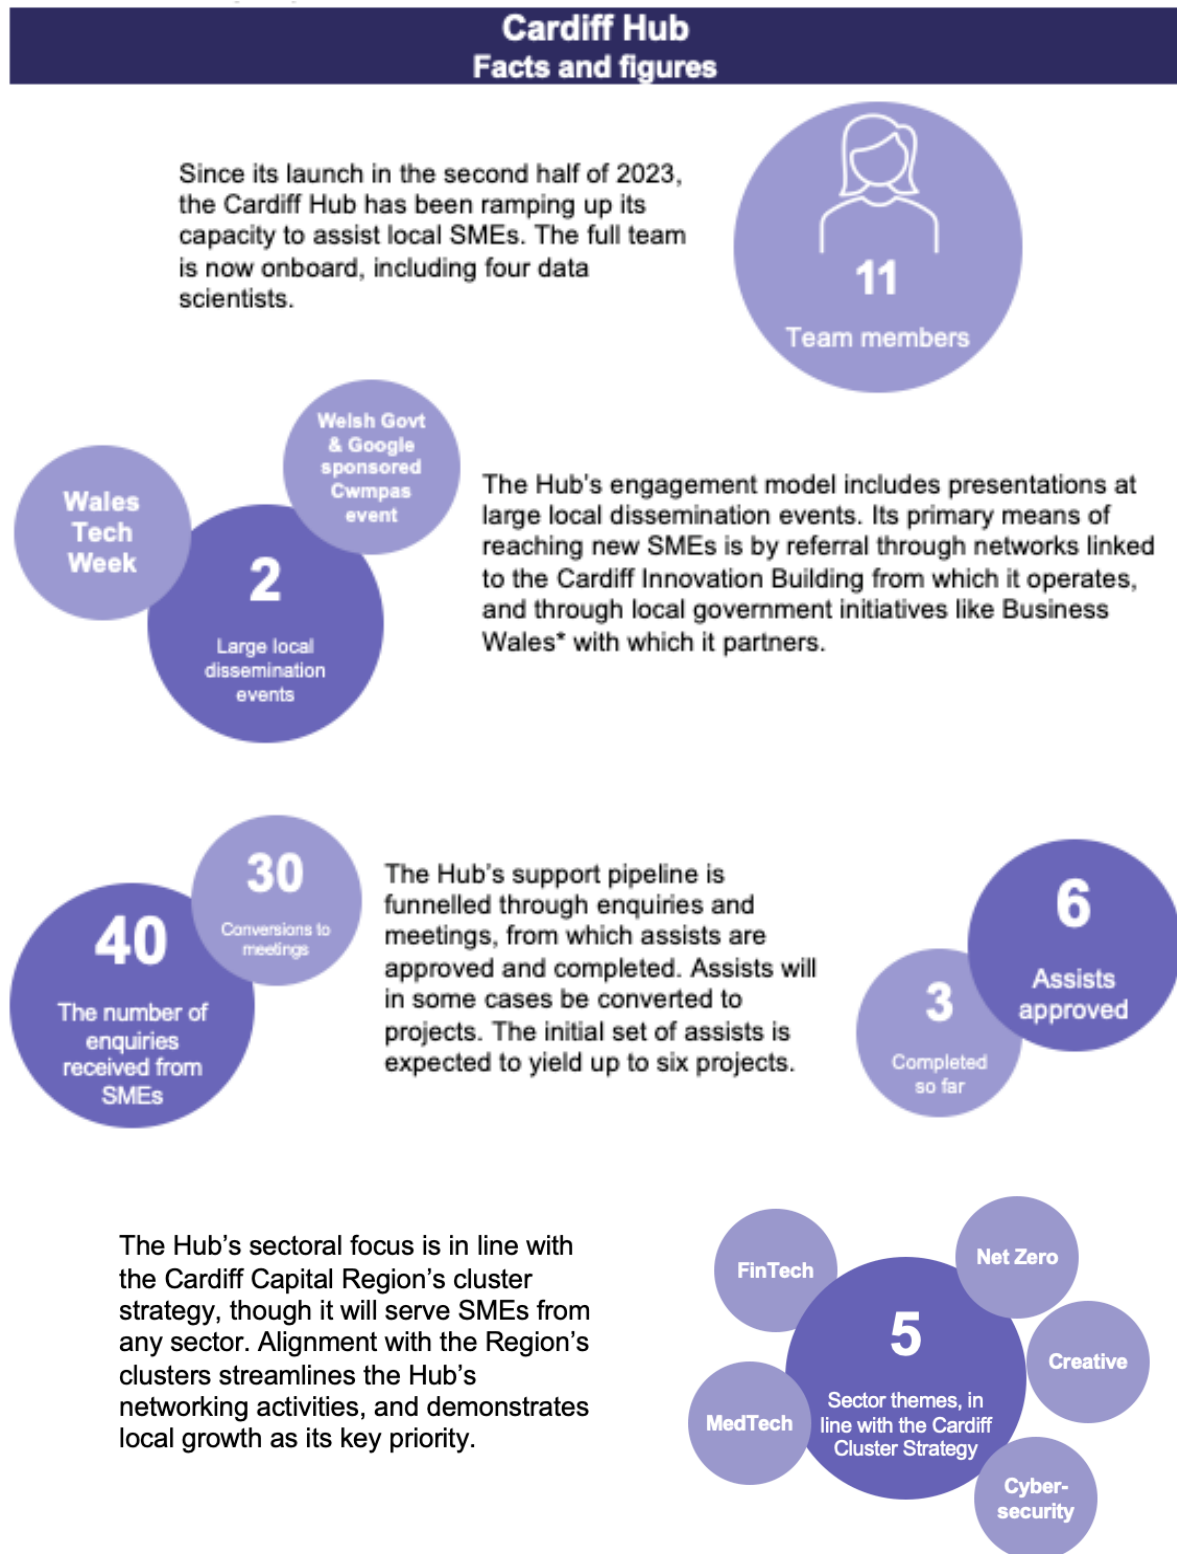 Cardiff Hub
Facts and figures
Since its launch in the second half of 2023,
the Cardiff Hub has been ramping up its
capacity to assist local SMEs. The full team
is now onboard, including four data
scientists.
11
Team members
Wales
Tech
Week
Welsh Govt
& Google
sponsored
Cwmpas
event
2
Large local
dissemination
events
The Hub's engagement model includes presentations at
large local dissemination events. Its primary means of
reaching new SMEs is by referral through networks linked
to the Cardiff Innovation Building from which it operates,
and through local government initiatives like Business
Wales* with which it partners.
40
The number of
enquiries
received from
SMEs
30
Conversions to
meetings
The Hub's support pipeline is
funnelled through enquiries and
meetings, from which assists are
approved and completed. Assists will
in some cases be converted to
projects. The initial set of assists is
expected to yield up to six projects.
6
Assists
approved
3
Completed
so far
The Hub's sectoral focus is in line with
the Cardiff Capital Region's cluster
strategy, though it will serve SMEs from
any sector. Alignment with the Region's
clusters streamlines the Hub's
networking activities, and demonstrates
local growth as its key priority.
FinTech
Net Zero
5
Sector themes, in
line with the Cardiff
Cluster Strategy
Creative
MedTech
Cyber-
security